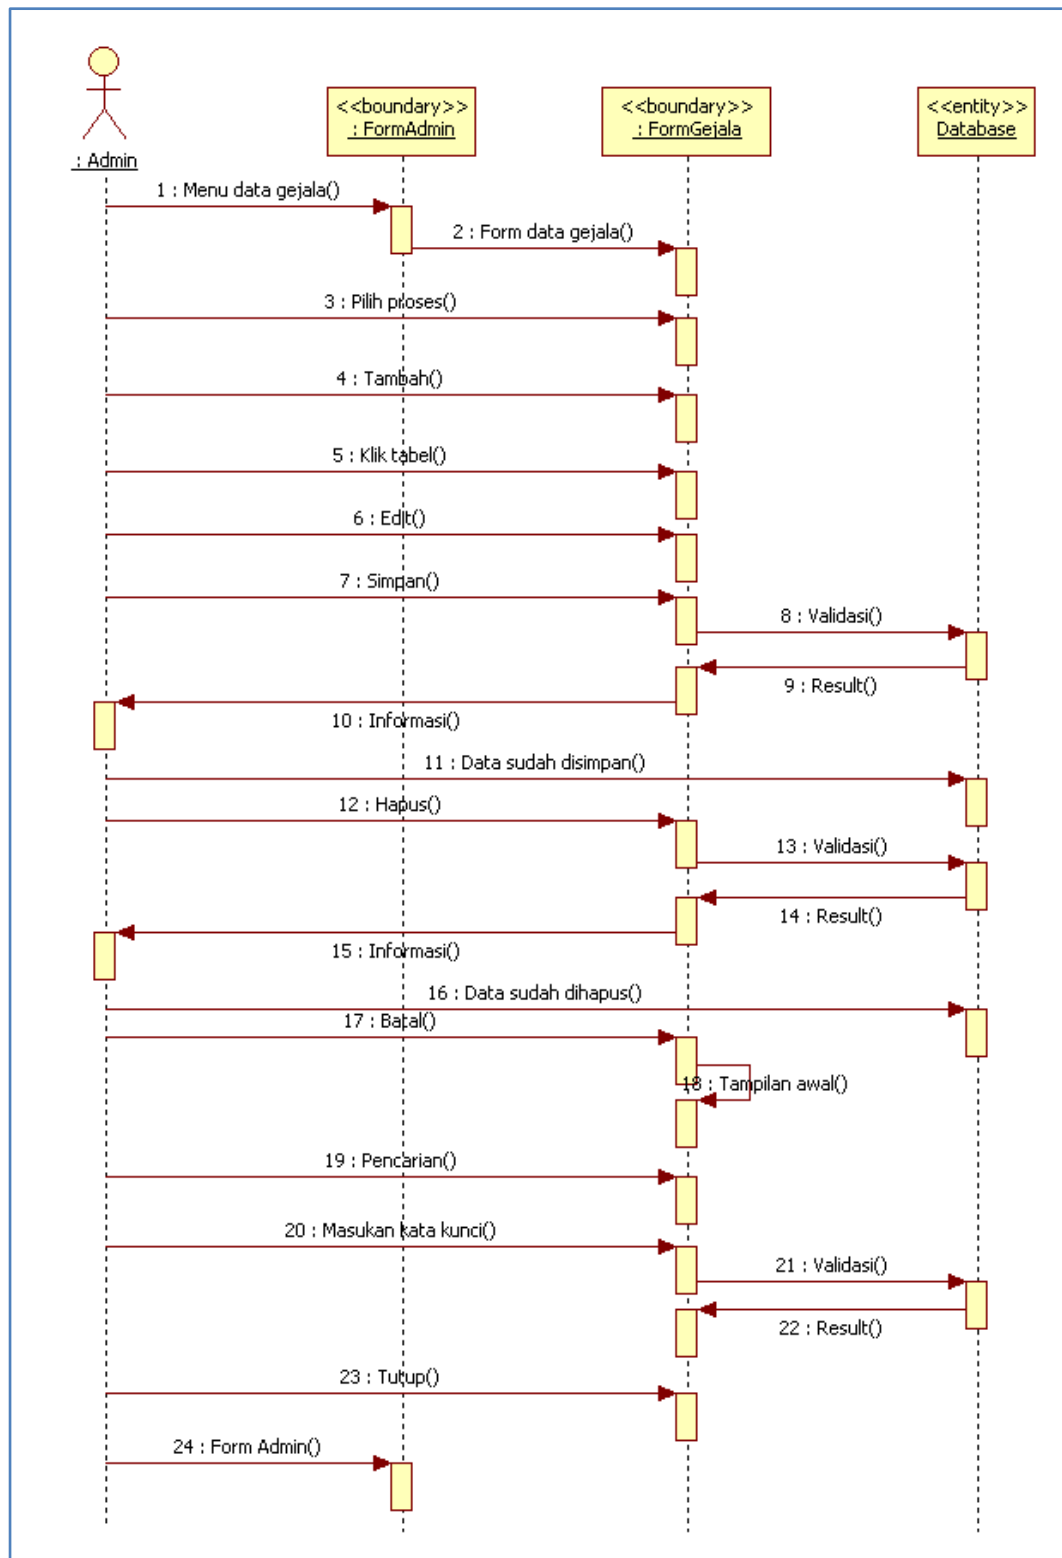 <<boundary>>
: FormAdmin
<<boundary>>
: FormGejala
<<entity>>
Database
: Admin
1 : Menu data gejala()
2 : Form data gejala()
3 : Pilih proses()
4 : Tambah()
5 : Klik tabel()
6 : Edit()
7 : Simpan()
8 : Validasi()
9 : Result()
10 : Informasi()
11 : Data sudah disimpan()
12 : Hapus()
13 : Validasi()
14 : Result()
15 : Informasi()
16 : Data sudah dihapus()
17 : Batal()
18 : Tampilan awal()
19 : Pencarian()
20 : Masukan kata kunci()
21 : Validasi()
22 : Result()
23 : Tutup()
24 : Form Admin()